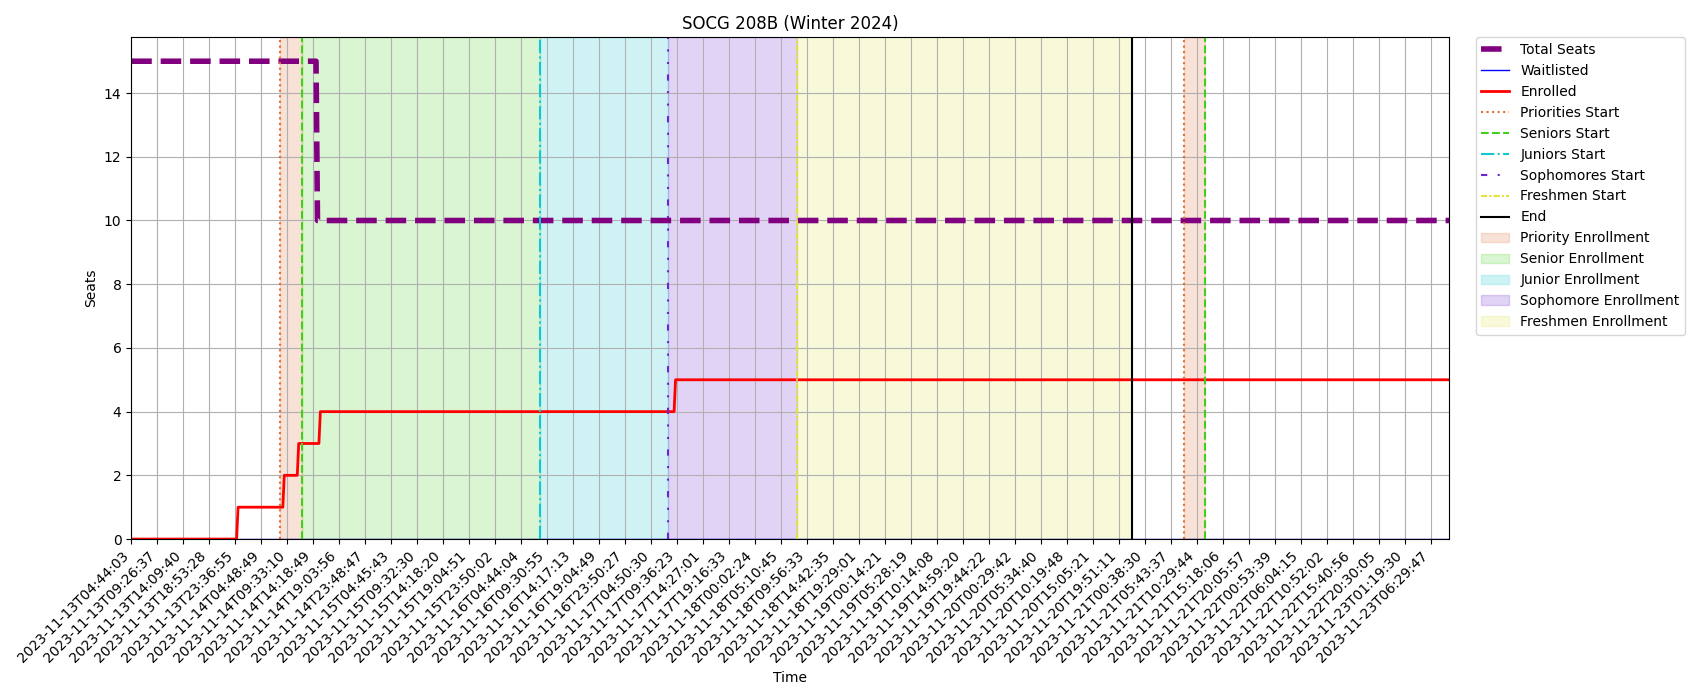 SOCG 208B (Winter 2024)
Seats
14
12
10
8
6
4
2
0
2023-11-13T04:44:03
2023-11-13T09:26:37
2023-11-13T14:09:40
2023-11-13T18:53:28
2023-11-13T23:36:55
2023-11-14T04:48:49
2023-11-14T09:33:10
2023-11-14T14:18:49
2023-11-14T19:03:56
2023-11-14T23:48:47
2023-11-15T04:45:43
2023-11-15T09:32:30
2023-11-15T14:18:20
2023-11-15T19:04:51
2023-11-15T23:50:02
2023-11-16T04:44:04
2023-11-16T09:30:55
2023-11-16T14:17:13
2023-11-16T19:04:49
2023-11-16T23:50:27
2023-11-17T04:50:30
2023-11-17T09:36:23
2023-11-17T14:27:01
2023-11-17T19:16:33
2023-11-18T00:02:24
2023-11-18T05:10:45
2023-11-18T09:56:33
2023-11-18T14:42:35
2023-11-18T19:29:01
2023-11-19T00:14:21
2023-11-19T05:28:19
2023-11-19T10:14:08
2023-11-19T14:59:20
2023-11-19T19:44:22
2023-11-20T00:29:42
2023-11-20T05:34:40
2023-11-20T10:19:48
2023-11-20T15:05:21
2023-11-20T19:51:11
2023-11-21T00:38:30
2023-11-21T05:43:37
2023-11-21T10:29:44
2023-11-21T15:18:06
2023-11-21T20:05:57
2023-11-22T00:53:39
2023-11-22T06:04:15
2023-11-22T10:52:02
2023-11-22T15:40:56
2023-11-22T20:30:05
2023-11-23T01:19:30
2023-11-23T06:29:47
Time
Total Seats
Waitlisted
Enrolled
Priorities Start
Seniors Start
Juniors Start
Sophomores Start
Freshmen Start
End
Priority Enrollment
Senior Enrollment
Junior Enrollment
Sophomore Enrollment
Freshmen Enrollment